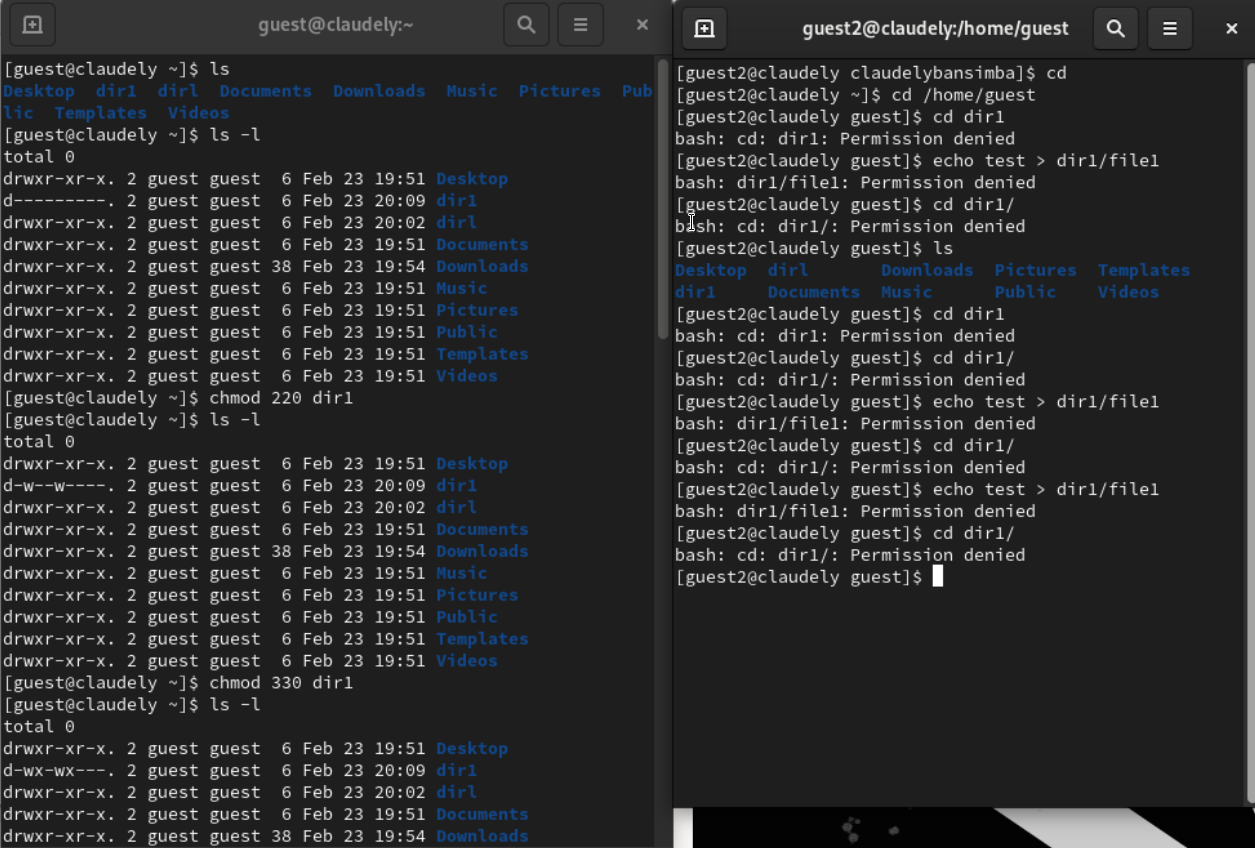 guest@claudely:~
[guest@claudely ~]$ ls
Desktop  dir1  dirl  Documents  Downloads  Music  Pictures  Pub
lic  Templates  Videos
[guest@claudely ~]$ ls -l
total 0
drwxr-xr-x. 2 guest guest  6 Feb 23 19:51 Desktop
d---------. 2 guest guest  6 Feb 23 20:09 dir1
drwxr-xr-x. 2 guest guest  6 Feb 23 20:02 dirl
drwxr-xr-x. 2 guest guest  6 Feb 23 19:51 Documents
drwxr-xr-x. 2 guest guest 38 Feb 23 19:54 Downloads
drwxr-xr-x. 2 guest guest  6 Feb 23 19:51 Music
drwxr-xr-x. 2 guest guest  6 Feb 23 19:51 Pictures
drwxr-xr-x. 2 guest guest  6 Feb 23 19:51 Public
drwxr-xr-x. 2 guest guest  6 Feb 23 19:51 Templates
drwxr-xr-x. 2 guest guest  6 Feb 23 19:51 Videos
[guest@claudely ~]$ chmod 220 dir1
[guest@claudely ~]$ ls -l
total 0
drwxr-xr-x. 2 guest guest  6 Feb 23 19:51 Desktop
d-w--w----. 2 guest guest  6 Feb 23 20:09 dir1
drwxr-xr-x. 2 guest guest  6 Feb 23 20:02 dirl
drwxr-xr-x. 2 guest guest  6 Feb 23 19:51 Documents
drwxr-xr-x. 2 guest guest 38 Feb 23 19:54 Downloads
drwxr-xr-x. 2 guest guest  6 Feb 23 19:51 Music
drwxr-xr-x. 2 guest guest  6 Feb 23 19:51 Pictures
drwxr-xr-x. 2 guest guest  6 Feb 23 19:51 Public
drwxr-xr-x. 2 guest guest  6 Feb 23 19:51 Templates
drwxr-xr-x. 2 guest guest  6 Feb 23 19:51 Videos
[guest@claudely ~]$ chmod 330 dir1
[guest@claudely ~]$ ls -l
total 0
drwxr-xr-x. 2 guest guest  6 Feb 23 19:51 Desktop
d-wx-wx---. 2 guest guest  6 Feb 23 20:09 dir1
drwxr-xr-x. 2 guest guest  6 Feb 23 20:02 dirl
drwxr-xr-x. 2 guest guest  6 Feb 23 19:51 Documents
drwxr-xr-x. 2 guest guest 38 Feb 23 19:54 Downloads
guest2@claudely:/home/guest
[guest2@claudely claudelybansimba]$ cd
[guest2@claudely ~]$ cd /home/guest
[guest2@claudely guest]$ cd dir1
bash: cd: dir1: Permission denied
[guest2@claudely guest]$ echo test > dir1/file1
bash: dir1/file1: Permission denied
[guest2@claudely guest]$ cd dir1/
bash: cd: dir1/: Permission denied
[guest2@claudely guest]$ ls
Desktop  dirl       Downloads  Pictures  Templates
dir1     Documents  Music      Public    Videos
[guest2@claudely guest]$ cd dir1
bash: cd: dir1: Permission denied
[guest2@claudely guest]$ cd dir1/
bash: cd: dir1/: Permission denied
[guest2@claudely guest]$ echo test > dir1/file1
bash: dir1/file1: Permission denied
[guest2@claudely guest]$ cd dir1/
bash: cd: dir1/: Permission denied
[guest2@claudely guest]$ echo test > dir1/file1
bash: dir1/file1: Permission denied
[guest2@claudely guest]$ cd dir1/
bash: cd: dir1/: Permission denied
[guest2@claudely guest]$